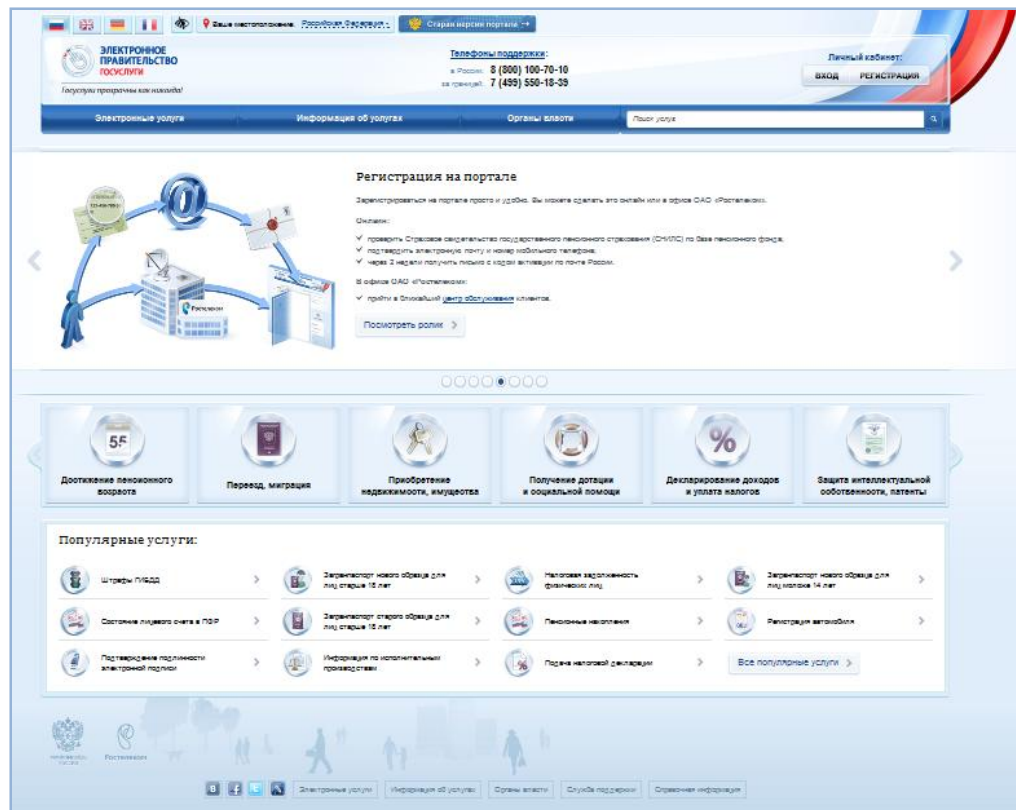 Ваше местоположение: Российская Федерация
Старая версия портала →
ЭЛЕКТРОННОЕ
ПРАВИТЕЛЬСТВО
ГОСУСЛУГИ
Госуслуги прозрачны как никогда!
Телефоны поддержки:
в России: 8 (800) 100-70-10
за границей: 7 (499) 550-18-39
Личный кабинет:
ВХОД РЕГИСТРАЦИЯ
Электронные услуги Информация об услугах Органы власти Поиск услуг
Регистрация на портале
Зарегистрироваться на портале просто и удобно. Вы можете сделать это онлайн или в офисе ОАО «Ростелеком».
Онлайн:
✓ проверить Страховое свидетельство государственного пенсионного страхования (СНИЛС) по базе пенсионного фонда,
✓ подтвердить электронную почту и номер мобильного телефона,
✓ через 2 недели получить письмо с кодом активации по почте России.
В офисе ОАО «Ростелеком»:
✓ прийти в ближайший центр обслуживания клиентов.
Посмотреть ролик
@
Ростелеком
55
Достижение пенсионного
возраста
Переезд, миграция
Приобретение
недвижимости, имущества
Получение дотации
и социальной помощи
%
Декларирование доходов
и уплата налогов
Защита интеллектуальной
собственности, патенты
Популярные услуги:
Штрафы ГИБДД
Загранпаспорт нового образца для
лиц старше 18 лет
Налоговая задолженность
физических лиц
Загранпаспорт нового образца для
лиц моложе 14 лет
Состояние лицевого счета в ПФР
Загранпаспорт старого образца для
лиц старше 18 лет
Пенсионные накопления
Регистрация автомобиля
Подтверждение подлинности
электронной подписи
Информация по исполнительным
производствам
Подача налоговой декларации
Все популярные услуги
Ростелеком
Электронные услуги Информация об услугах Органы власти Служба поддержки Справочная информация